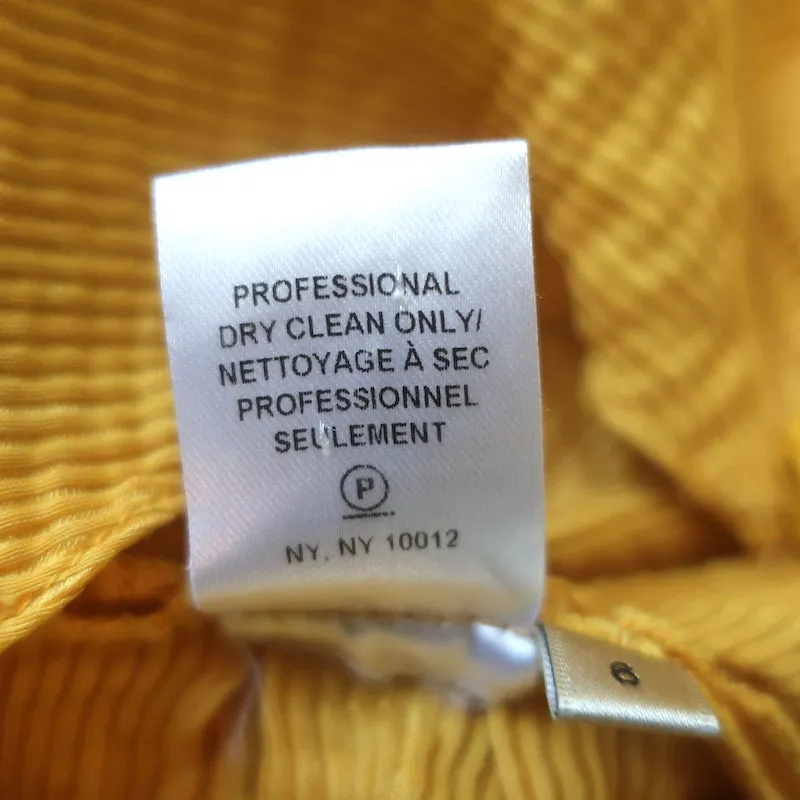 PROFESSIONAL
DRY CLEAN ONLY/
NETTOYAGE À SEC
PROFESSIONNEL
SEULEMENT
P
NY, NY 10012
6